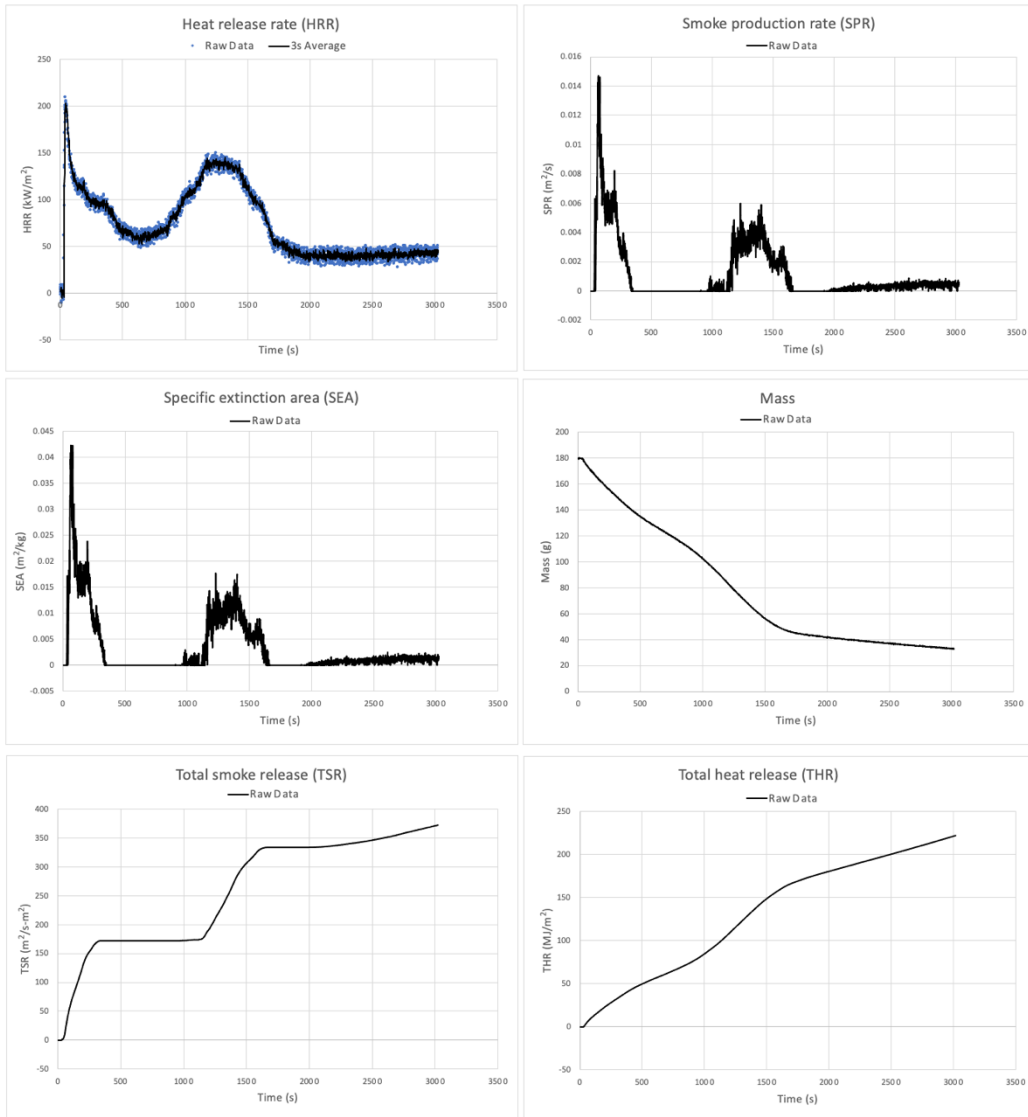 Heat release rate (HRR)
Raw Data 3s Average
250
200
150
100
50
0
-50
0 500 1000 1500 2000 2500 3000 3500
HRR (kW/m²)
Time (s)
Smoke production rate (SPR)
Raw Data
0.016
0.014
0.012
0.01
0.008
0.006
0.004
0.002
0
-0.002
0 500 1000 1500 2000 2500 3000 3500
SPR (m²/s)
Time (s)
Specific extinction area (SEA)
Raw Data
0.045
0.04
0.035
0.03
0.025
0.02
0.015
0.01
0.005
0
-0.005
0 500 1000 1500 2000 2500 3000 3500
SEA (m²/kg)
Time (s)
Mass
Raw Data
200
180
160
140
120
100
80
60
40
20
0
0 500 1000 1500 2000 2500 3000 3500
Mass (g)
Time (s)
Total smoke release (TSR)
Raw Data
400
350
300
250
200
150
100
50
0
-50
0 500 1000 1500 2000 2500 3000 3500
TSR (m²/s-m²)
Time (s)
Total heat release (THR)
Raw Data
250
200
150
100
50
0
-50
0 500 1000 1500 2000 2500 3000 3500
THR (MJ/m²)
Time (s)